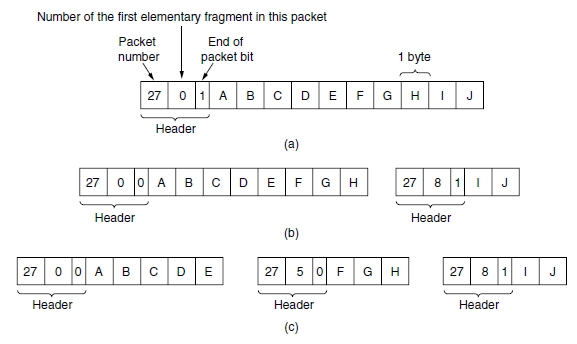 Number of the first elementary fragment in this packet
Packet number
End of packet bit
1 byte
27 0 1 A B C D E F G H I J
Header
(a)
27 0 0 A B C D E F G H
27 8 1 I J
Header
Header
(b)
27 0 0 A B C D E
27 5 0 F G H
27 8 1 I J
Header
Header
Header
(c)